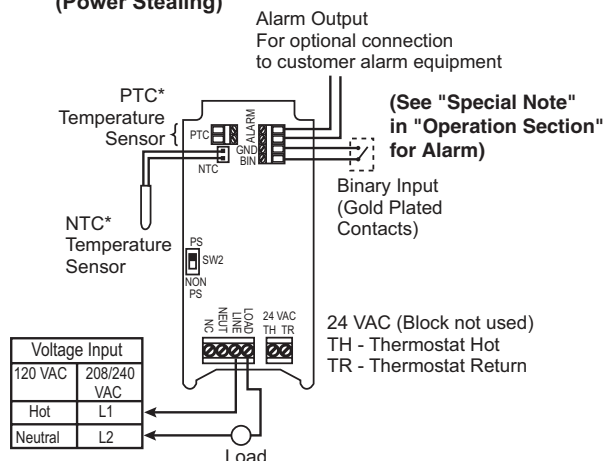 (Power Stealing)
Alarm Output
For optional connection
to customer alarm equipment
(See "Special Note"
in "Operation Section"
for Alarm)
PTC*
Temperature
Sensor
PTC
ALARM
GND
BIN
NTC
Binary Input
(Gold Plated
Contacts)
NTC*
Temperature
Sensor
PS
SW2
NON
PS
NC
NEUT
LINE
LOAD
24 VAC
TH TR
24 VAC (Block not used)
TH - Thermostat Hot
TR - Thermostat Return
Voltage Input
120 VAC
208/240
VAC
Hot
L1
Neutral
L2
Load